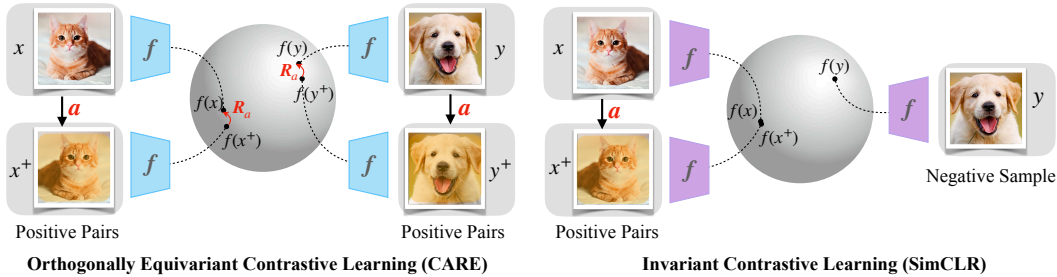 x
f
f(y)
f
y
R_a
f(y⁺)
a
f(x)
R_a
a
f(x⁺)
x⁺
f
f
y⁺
Positive Pairs
Positive Pairs
Orthogonally Equivariant Contrastive Learning (CARE)
x
f
f(y)
a
f(x)
f(x⁺)
f
y
x⁺
f
Negative Sample
Positive Pairs
Invariant Contrastive Learning (SimCLR)